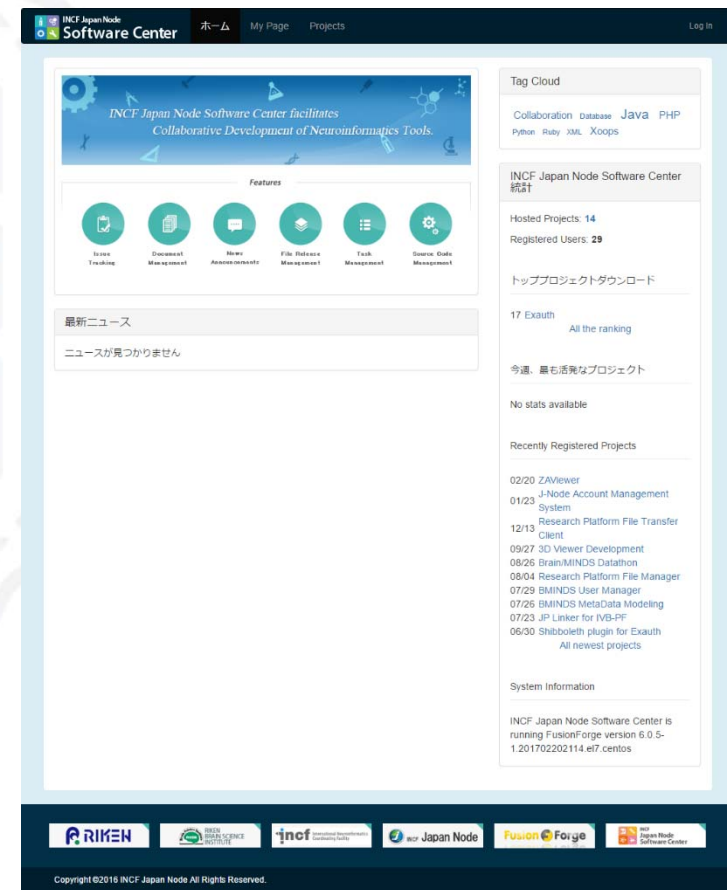 INCF Japan Node
Software Center
ホーム My Page Projects Log In
INCF Japan Node Software Center facilitates
Collaborative Development of Neuroinformatics Tools.
Features
Issue
Tracking
Document
Management
News
Announcements
File Release
Management
Task
Management
Source Code
Management
最新ニュース
ニュースが見つかりません
Tag Cloud
Collaboration Database Java PHP
Python Ruby XML Xoops
INCF Japan Node Software Center
統計
Hosted Projects: 14
Registered Users: 29
トッププロジェクトダウンロード
17 Exauth
All the ranking
今週、最も活発なプロジェクト
No stats available
Recently Registered Projects
02/20 ZAViewer
01/23 J-Node Account Management
System
12/13 Research Platform File Transfer
Client
09/27 3D Viewer Development
08/26 Brain/MINDS Datathon
08/04 Research Platform File Manager
07/29 BMINDS User Manager
07/26 BMINDS MetaData Modeling
07/23 JP Linker for IVB-PF
06/30 Shibboleth plugin for Exauth
All newest projects
System Information
INCF Japan Node Software Center is
running FusionForge version 6.0.5-
1.201702202114.el7.centos
RIKEN
RIKEN
BRAIN SCIENCE
INSTITUTE
incf International Neuroinformatics
Coordinating Facility
INCF Japan Node
Fusion Forge
INCF
Japan Node
Software Center
Copyright ©2016 INCF Japan Node All Rights Reserved.